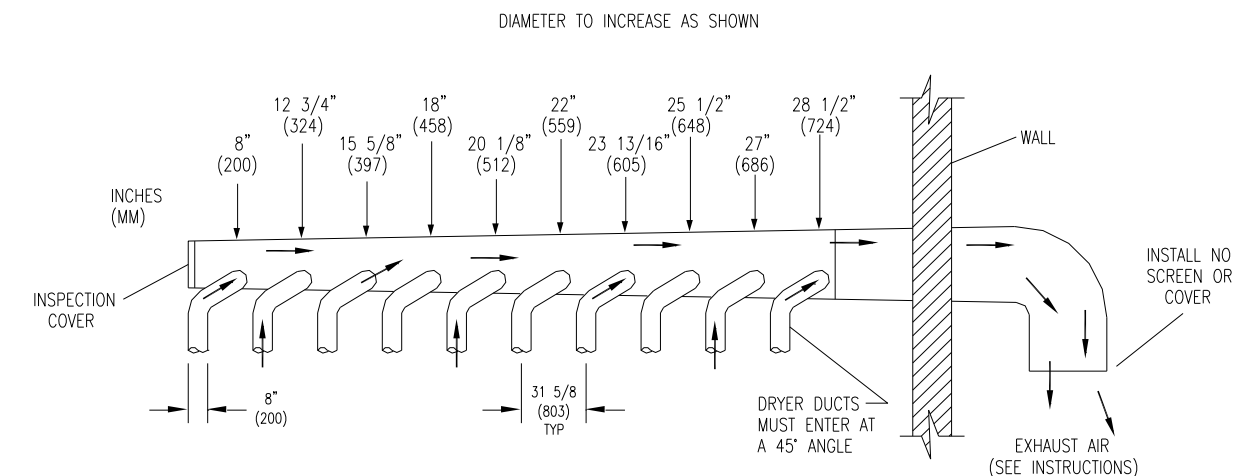 DIAMETER TO INCREASE AS SHOWN
8"
(200)
12 3/4"
(324)
15 5/8"
(397)
18"
(458)
20 1/8"
(512)
22"
(559)
23 13/16"
(605)
25 1/2"
(648)
27"
(686)
28 1/2"
(724)
WALL
INCHES
(MM)
INSPECTION
COVER
INSTALL NO
SCREEN OR
COVER
8"
(200)
31 5/8
(803)
TYP
DRYER DUCTS
MUST ENTER AT
A 45° ANGLE
EXHAUST AIR
(SEE INSTRUCTIONS)